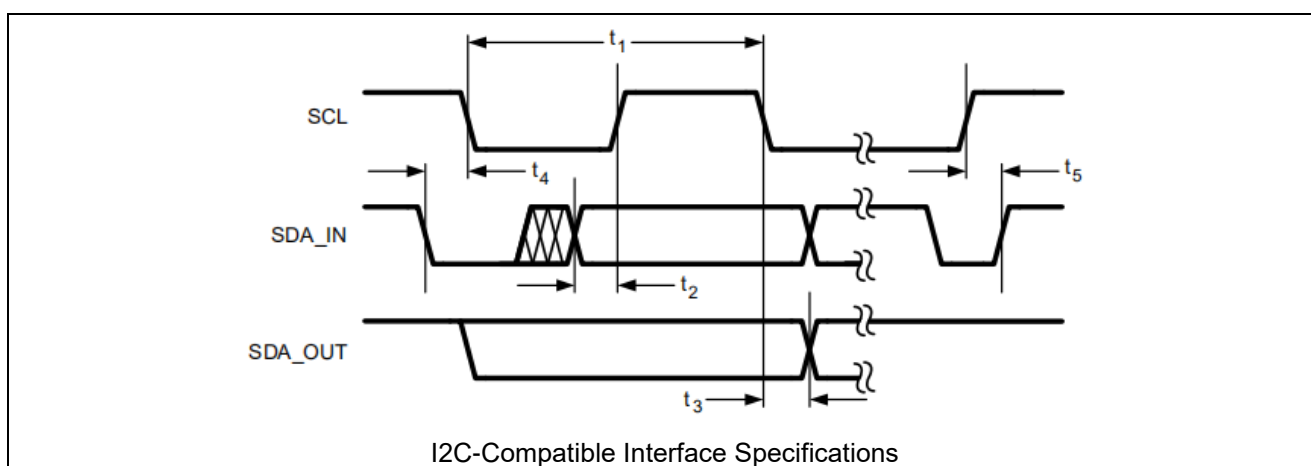 t1
SCL
t4
t5
SDA_IN
t2
SDA_OUT
t3
I2C-Compatible Interface Specifications